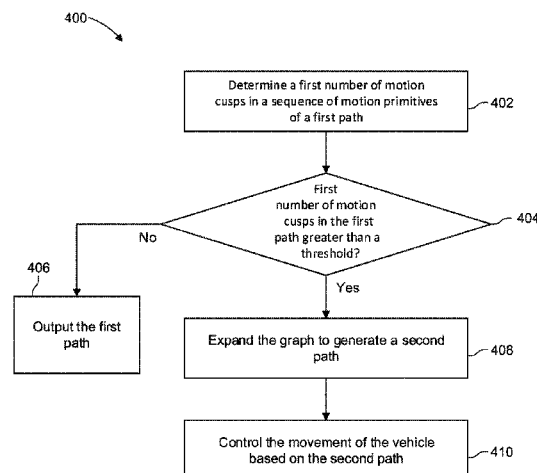 400
Determine a first number of motion
cusps in a sequence of motion primitives
of a first path
402
First
number of motion
cusps in the first
path greater than a
threshold?
404
No
Yes
406
Output the first
path
Expand the graph to generate a second
path
408
Control the movement of the vehicle
based on the second path
410